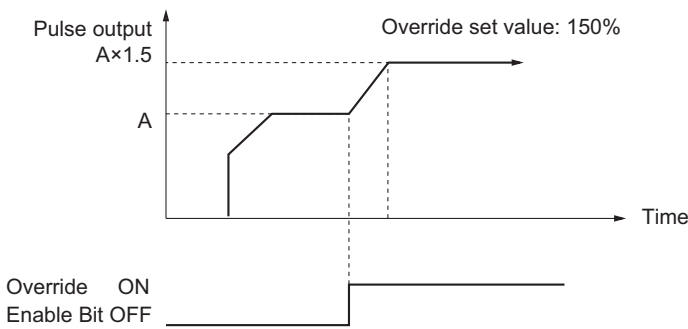 Pulse output
Override set value: 150%
A×1.5
A
Time
Override ON
Enable Bit OFF